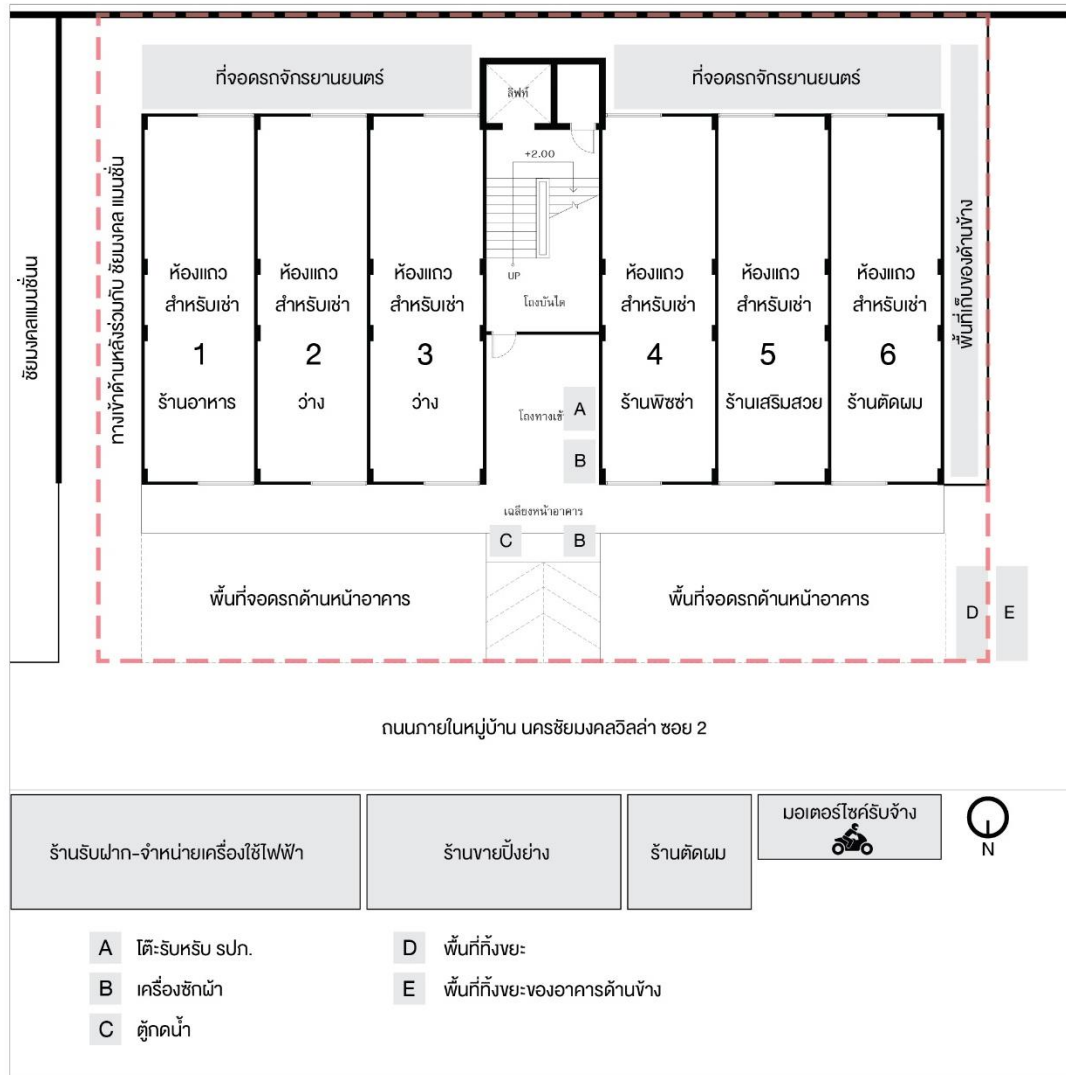 ที่จอดรถจักรยานยนตร์
ลิฟท์
ที่จอดรถจักรยานยนตร์
+2.00
UP
โถงบันได
ชัยมงคลแมนชั่นน
ทางเข้าด้านหลังร่วมกับ ชัยมงคล แมนชั่น
ห้องแถว
สำหรับเช่า
1
ร้านอาหาร
ห้องแถว
สำหรับเช่า
2
ว่าง
ห้องแถว
สำหรับเช่า
3
ว่าง
ห้องแถว
สำหรับเช่า
4
ร้านพิซซ่า
ห้องแถว
สำหรับเช่า
5
ร้านเสริมสวย
ห้องแถว
สำหรับเช่า
6
ร้านตัดผม
พื้นที่เก็บของด้านข้าง
โถงทางเข้
A
B
เฉลียงหน้าอาคาร
C
B
พื้นที่จอดรถด้านหน้าอาคาร
พื้นที่จอดรถด้านหน้าอาคาร
D
E
ถนนภายในหมู่บ้าน นครชัยมงคลวิลล่า ซอย 2
ร้านรับฝาก-จำหน่ายเครื่องใช้ไฟฟ้า
ร้านขายปิ้งย่าง
ร้านตัดผม
มอเตอร์ไซค์รับจ้าง
N
A โต๊ะรับหรับ รปภ.
B เครื่องซักผ้า
C ตู้กดน้ำ
D พื้นที่ทิ้งขยะ
E พื้นที่ทิ้งขยะของอาคารด้านข้าง